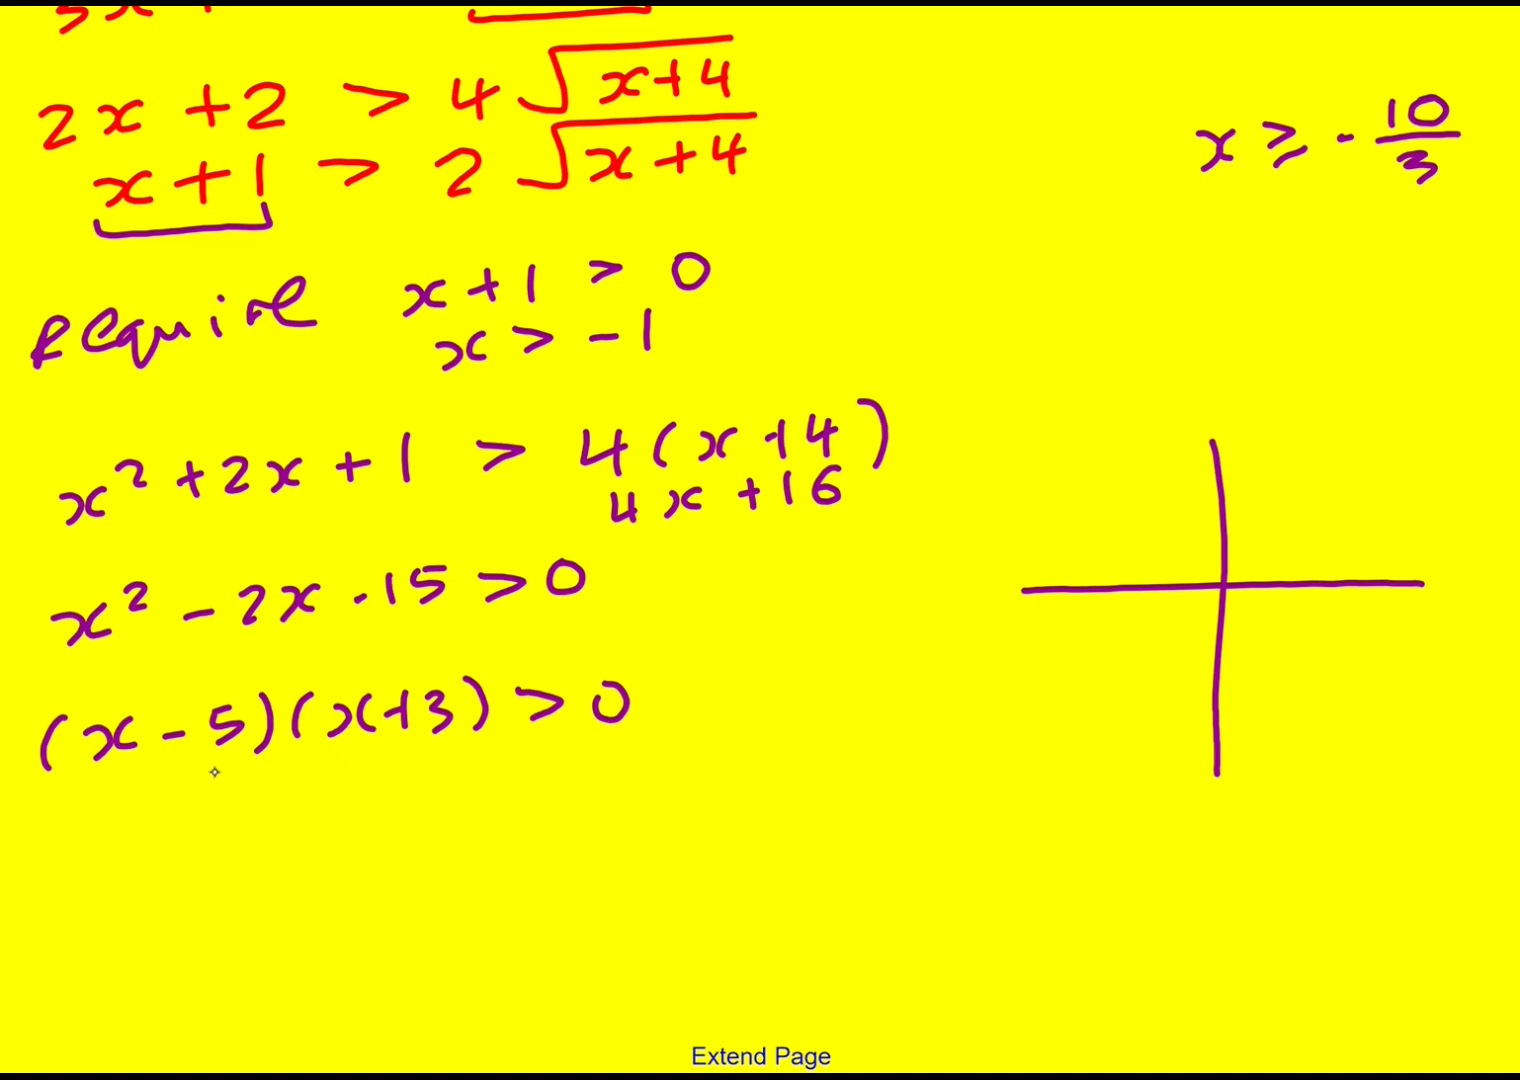 3x +
2x + 2 > 4 √(x+4)
x + 1 > 2 √(x + 4)
x ≥ - 10/3
require x + 1 > 0
x > - 1
x² + 2x + 1 > 4(x + 4)
4x + 16
x² - 2x - 15 > 0
(x - 5)(x + 3) > 0
Extend Page